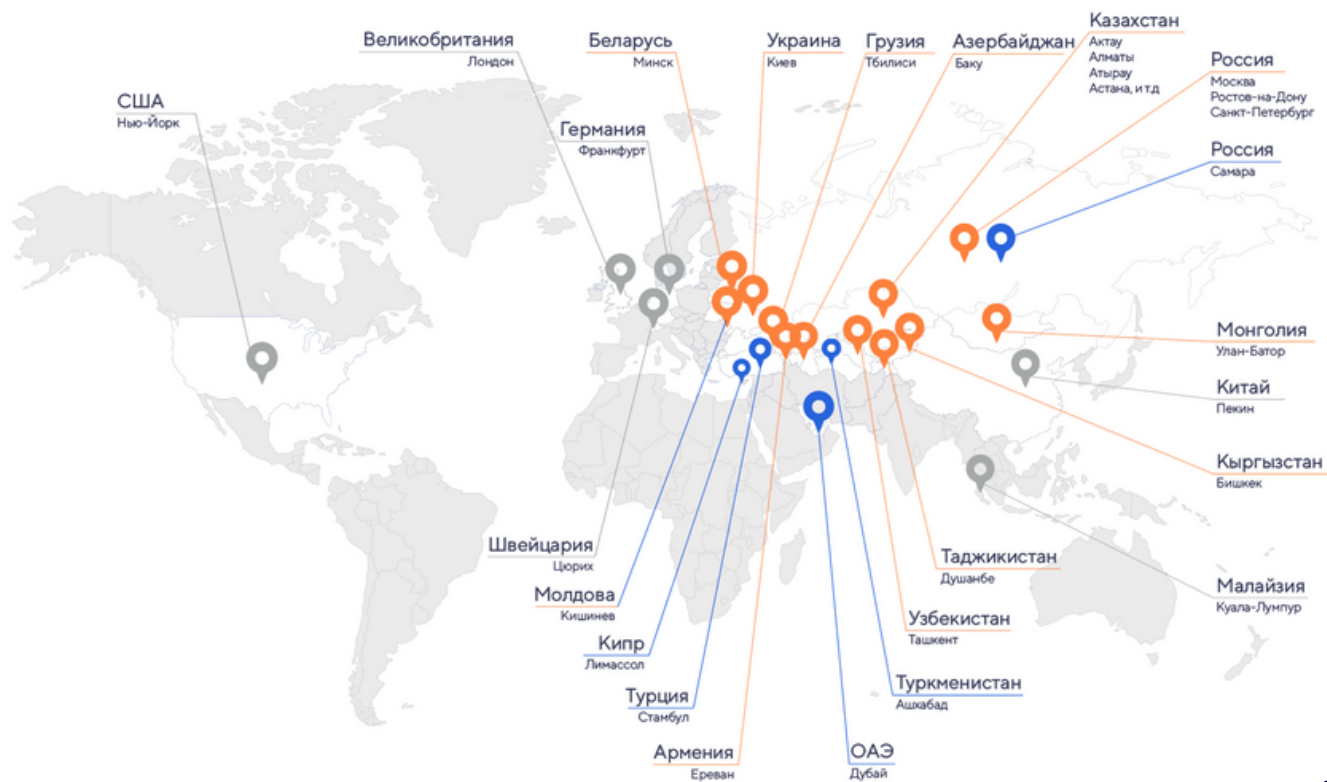 Великобритания
Лондон
Беларусь
Минск
Украина
Киев
Грузия
Тбилиси
Азербайджан
Баку
Казахстан
Актау
Алматы
Атырау
Астана, и т.д
Россия
Москва
Ростов-на-Дону
Санкт-Петербург
США
Нью-Йорк
Германия
Франкфурт
Россия
Самара
Монголия
Улан-Батор
Китай
Пекин
Кыргызстан
Бишкек
Швейцария
Цюрих
Таджикистан
Душанбе
Малайзия
Куала-Лумпур
Молдова
Кишинев
Узбекистан
Ташкент
Кипр
Лимассол
Туркменистан
Ашхабад
Турция
Стамбул
Армения
Ереван
ОАЭ
Дубай